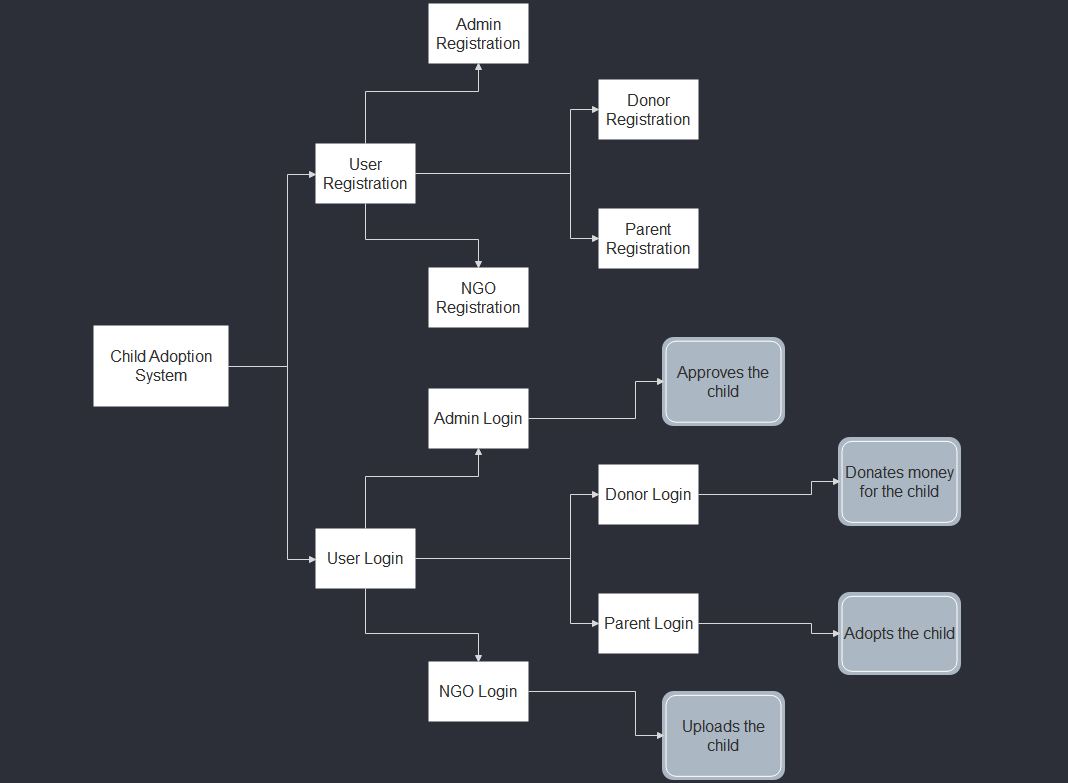 Admin
Registration
Donor
Registration
User
Registration
Parent
Registration
NGO
Registration
Child Adoption
System
Approves the
child
Admin Login
Donates money
for the child
Donor Login
User Login
Parent Login
Adopts the child
NGO Login
Uploads the
child